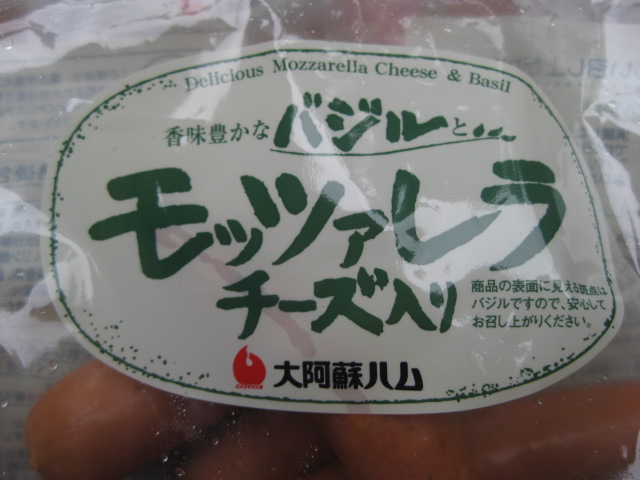 Delicious Mozzarella Cheese & Basil
香味豊かなバジルと...
モッツァレラ
チーズ入り
商品の表面に見える斑点は
バジルですので、安心して
お召し上がりください。
大阿蘇ハム